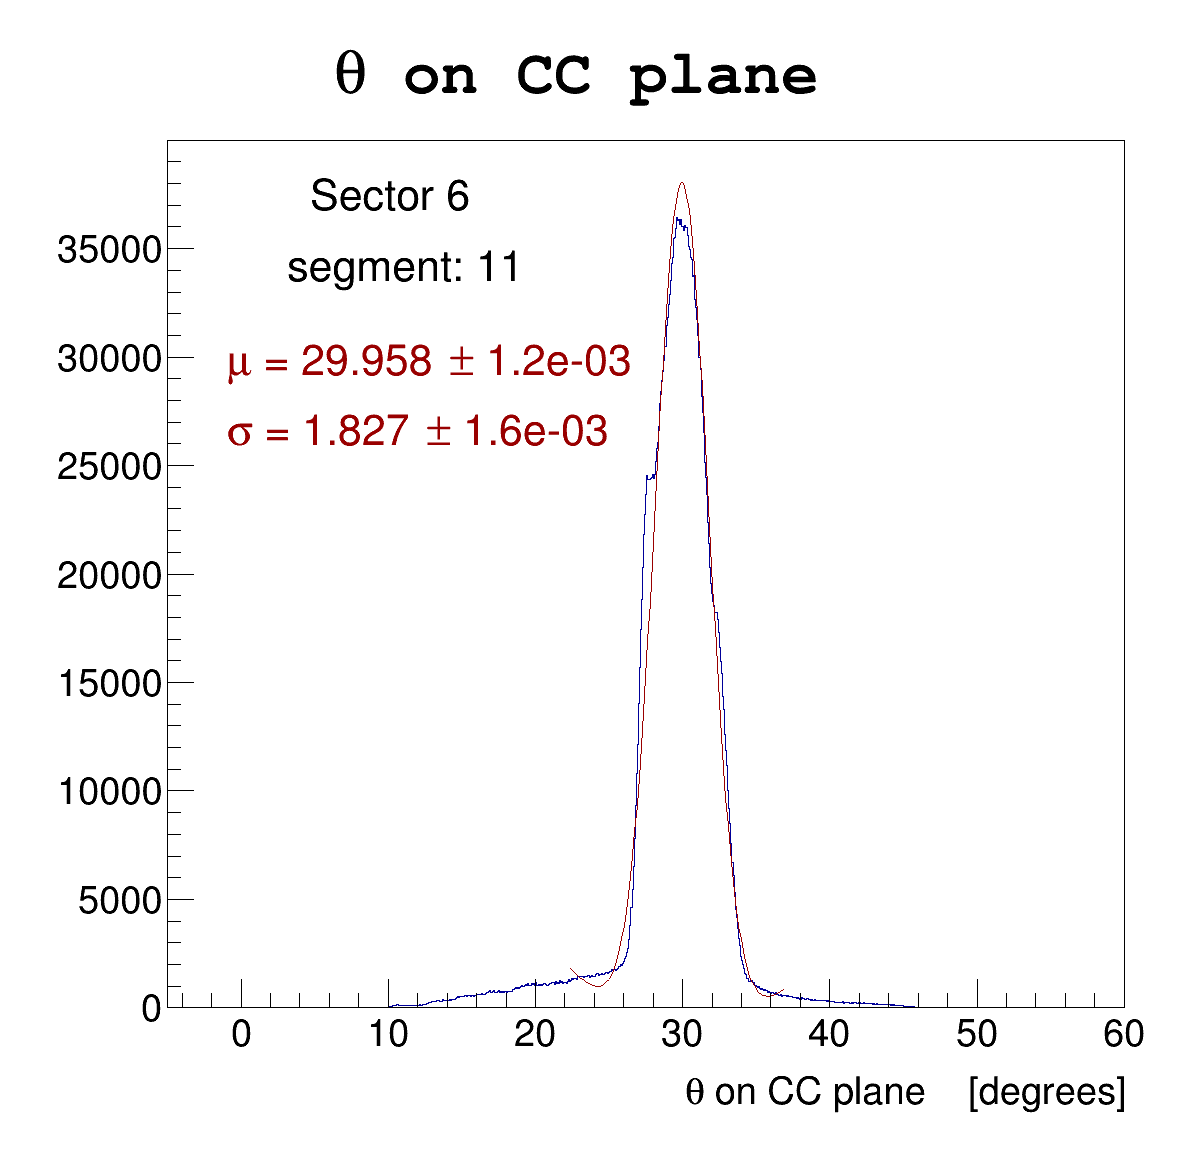 θ on CC plane
Sector 6
segment: 11
μ = 29.958 ± 1.2e-03
σ = 1.827 ± 1.6e-03
35000
30000
25000
20000
15000
10000
5000
0
0 10 20 30 40 50 60
θ on CC plane [degrees]